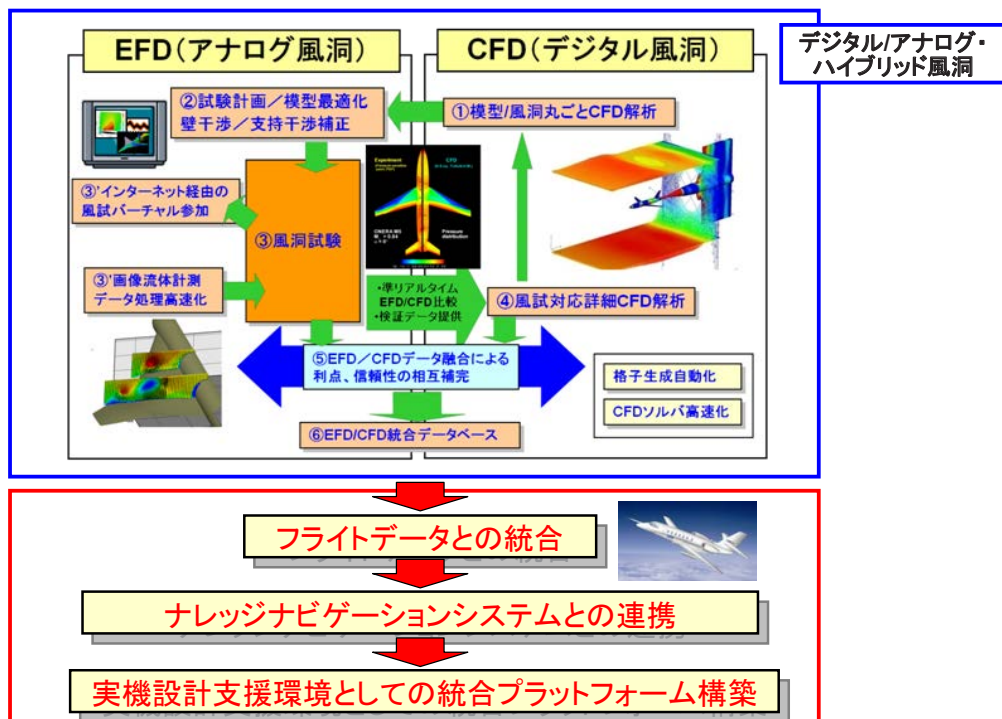 デジタル/アナログ・
ハイブリッド風洞
EFD(アナログ風洞)
CFD(デジタル風洞)
②試験計画／模型最適化
壁干渉／支持干渉補正
①模型/風洞丸ごとCFD解析
③'インターネット経由の
風試バーチャル参加
③風洞試験
Experiment
CFD
ONERA M5
Pressure
distribution
③'画像流体計測
データ処理高速化
・準リアルタイム
EFD/CFD比較
・検証データ提供
④風試対応詳細CFD解析
⑤EFD／CFDデータ融合による
利点、信頼性の相互補完
格子生成自動化
CFDソルバ高速化
⑥EFD/CFD統合データベース
フライトデータとの統合
ナレッジナビゲーションシステムとの連携
実機設計支援環境としての統合プラットフォーム構築